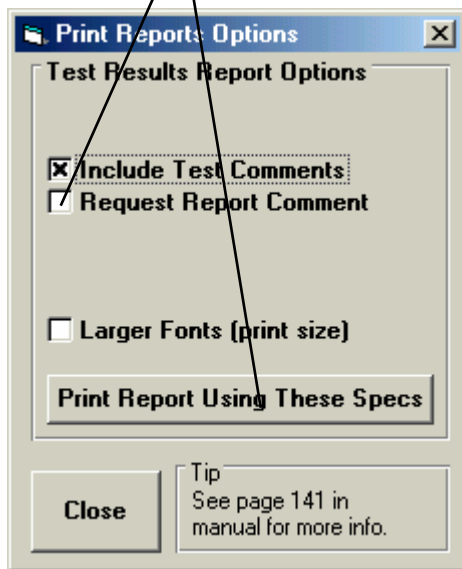 Print Reports Options
Test Results Report Options
Include Test Comments
Request Report Comment
Larger Fonts (print size)
Print Report Using These Specs
Close
Tip
See page 141 in
manual for more info.